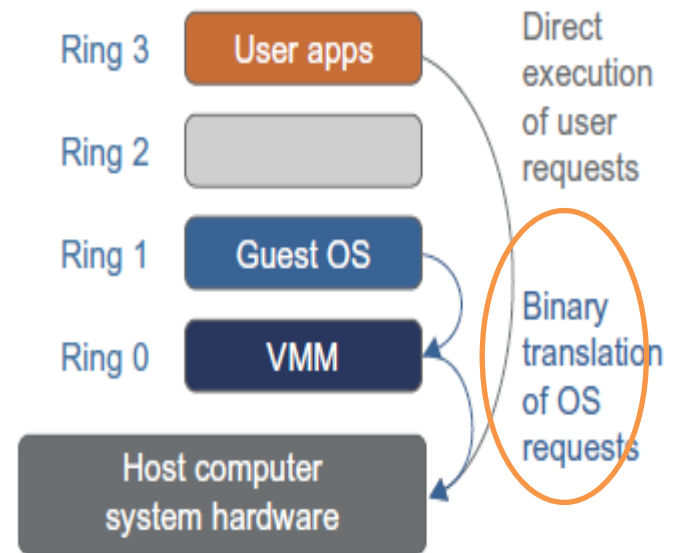 Ring 3
User apps
Direct
execution
of user
requests
Ring 2
Ring 1
Guest OS
Ring 0
VMM
Binary
translation
of OS
requests
Host computer
system hardware